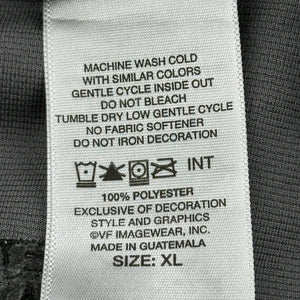 MACHINE WASH COLD
WITH SIMILAR COLORS
GENTLE CYCLE INSIDE OUT
DO NOT BLEACH
TUMBLE DRY LOW GENTLE CYCLE
NO FABRIC SOFTENER
DO NOT IRON DECORATION
INT
100% POLYESTER
EXCLUSIVE OF DECORATION
STYLE AND GRAPHICS
©VF IMAGEWEAR, INC.
MADE IN GUATEMALA
SIZE: XL